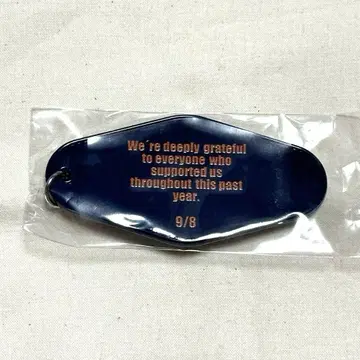 We´re deeply grateful
to everyone who
supported us
throughout this past
year.
9/8